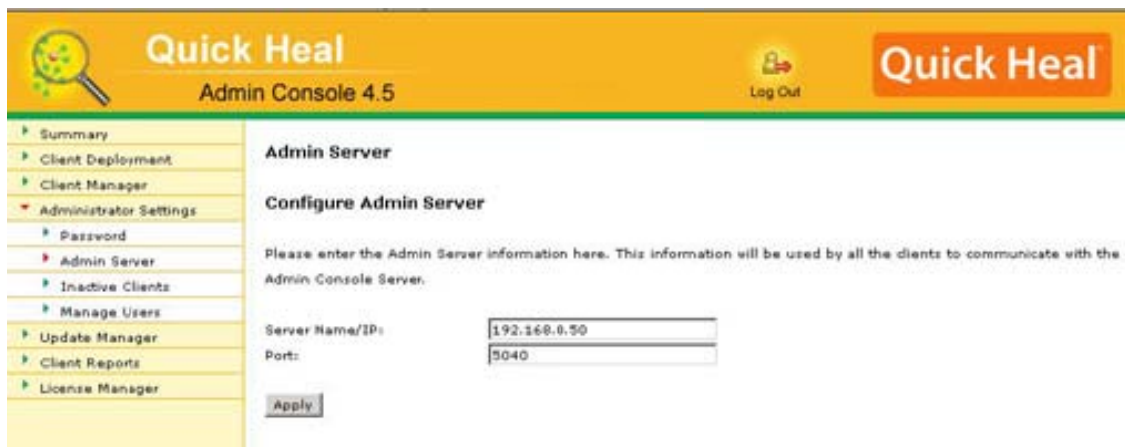 Quick Heal
Admin Console 4.5
Log Out
Quick Heal
Summary
Client Deployment
Client Manager
Administrator Settings
Password
Admin Server
Inactive Clients
Manage Users
Update Manager
Client Reports
License Manager
Admin Server
Configure Admin Server
Please enter the Admin Server information here. This information will be used by all the clients to communicate with the
Admin Console Server.
Server Name/IP: 192.168.0.50
Port: 5040
Apply